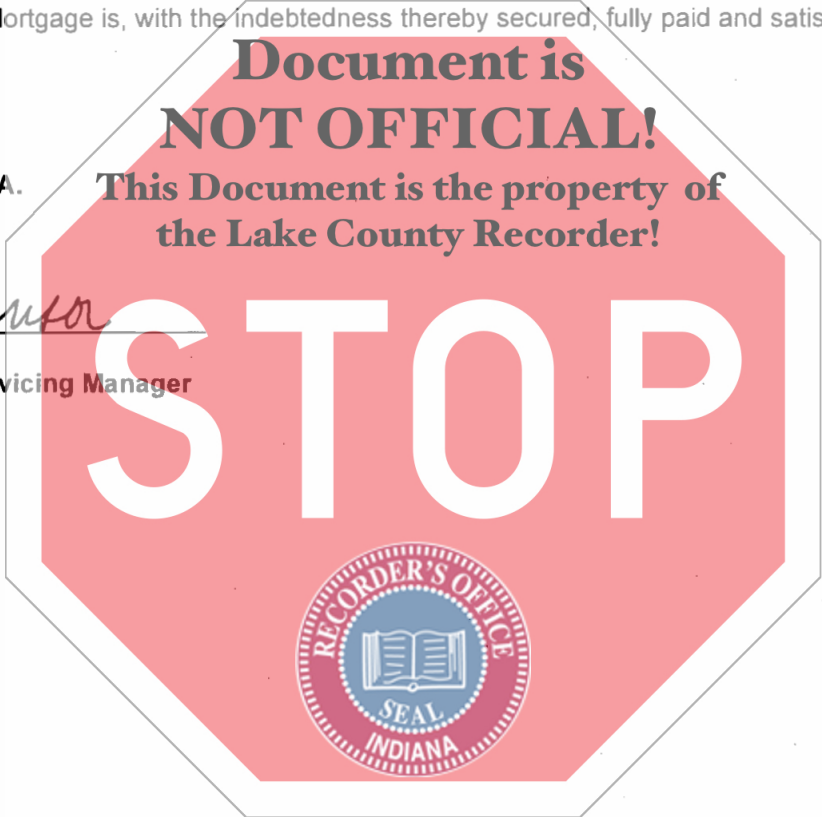 ortgage is, with the indebtedness thereby secured, fully paid and satis
Document is
NOT OFFICIAL!
A.
This Document is the property of
the Lake County Recorder!
vicing Manager
STOP
RECORDER'S OFFICE
SEAL
INDIANA